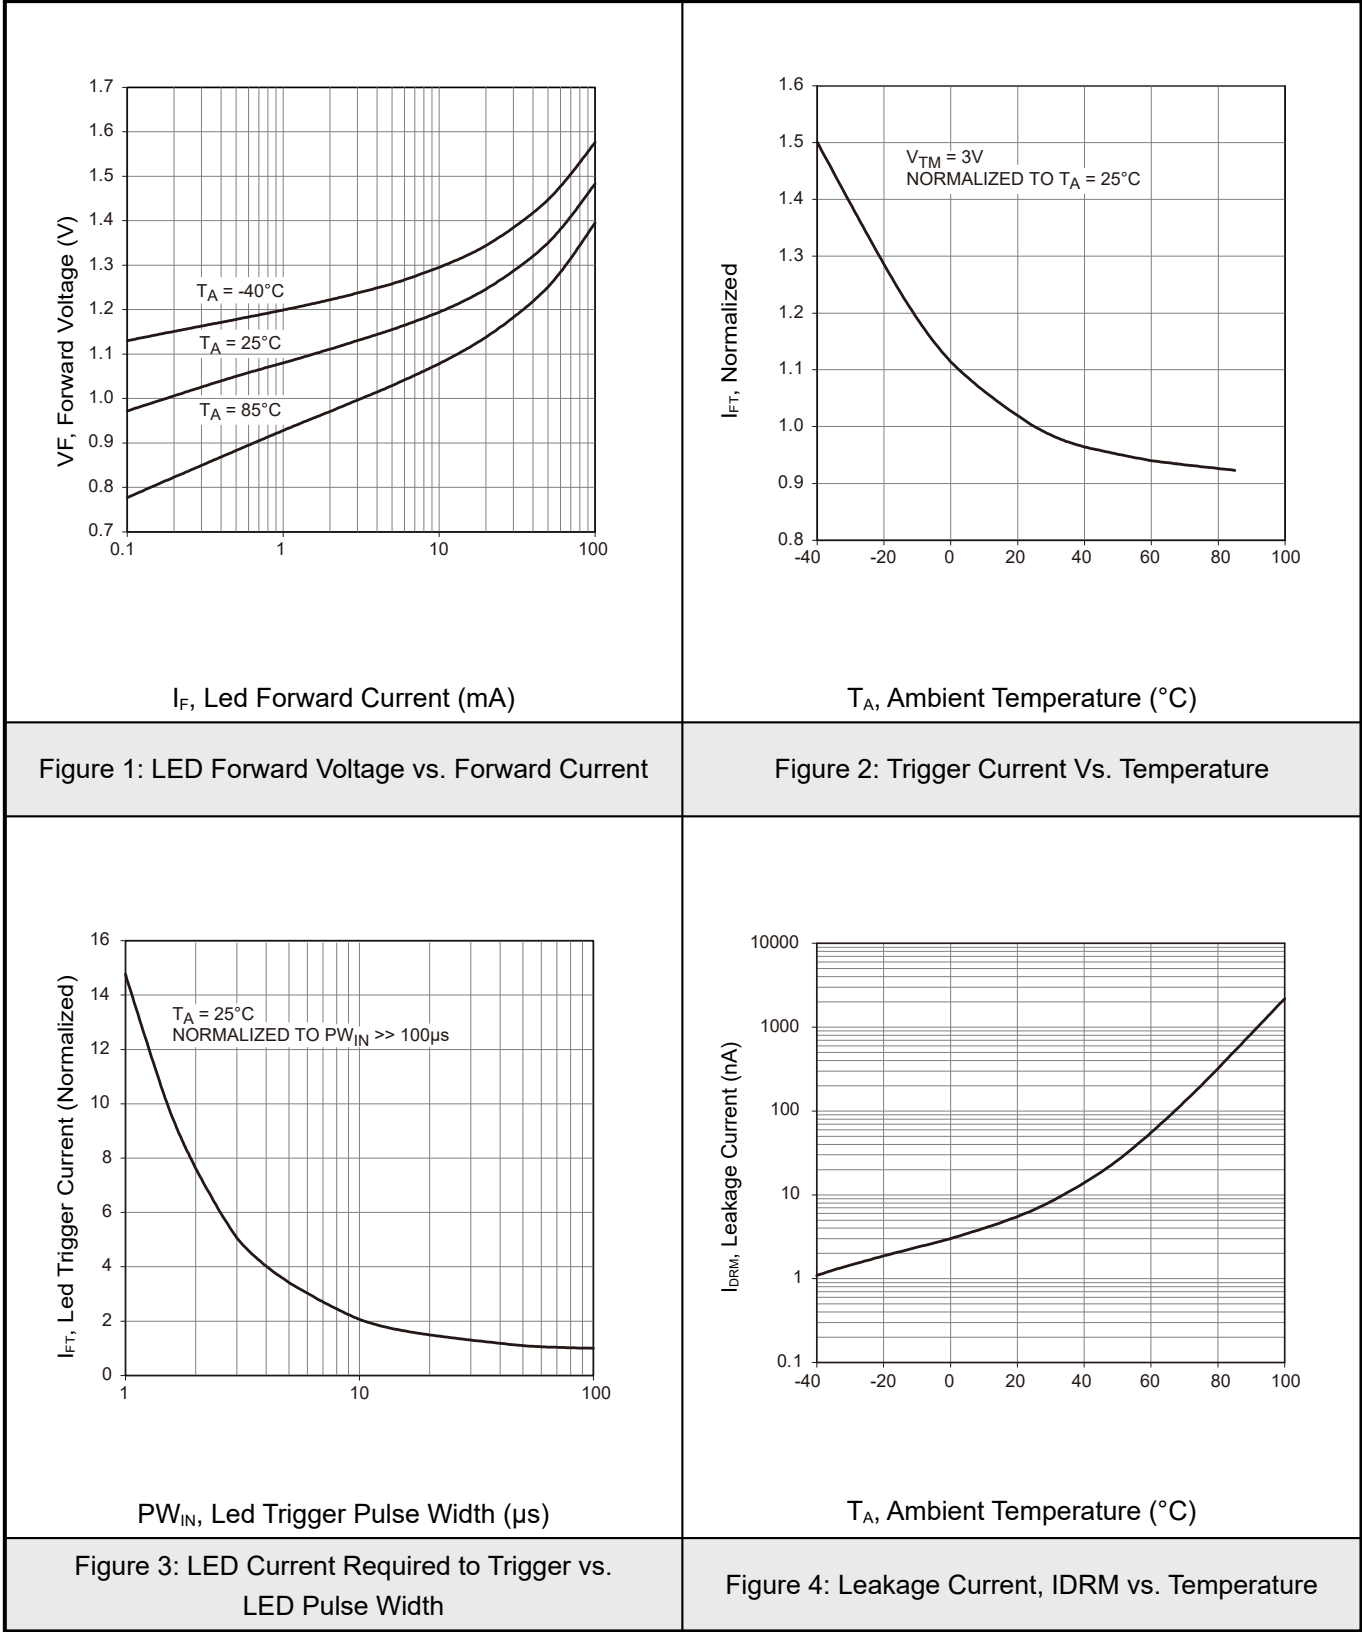 1.7
1.6
1.5
1.4
1.3
1.2
1.1
1.0
0.9
0.8
0.7
0.1 1 10 100
VF, Forward Voltage (V)
TA = -40°C
TA = 25°C
TA = 85°C
IF, Led Forward Current (mA)
Figure 1: LED Forward Voltage vs. Forward Current
1.6
1.5
1.4
1.3
1.2
1.1
1.0
0.9
0.8
-40 -20 0 20 40 60 80 100
IFT, Normalized
VTM = 3V
NORMALIZED TO TA = 25°C
TA, Ambient Temperature (°C)
Figure 2: Trigger Current Vs. Temperature
16
14
12
10
8
6
4
2
0
1 10 100
IFT, Led Trigger Current (Normalized)
TA = 25°C
NORMALIZED TO PWIN >> 100µs
PWIN, Led Trigger Pulse Width (µs)
Figure 3: LED Current Required to Trigger vs.
LED Pulse Width
10000
1000
100
10
1
0.1
-40 -20 0 20 40 60 80 100
IDRM, Leakage Current (nA)
TA, Ambient Temperature (°C)
Figure 4: Leakage Current, IDRM vs. Temperature